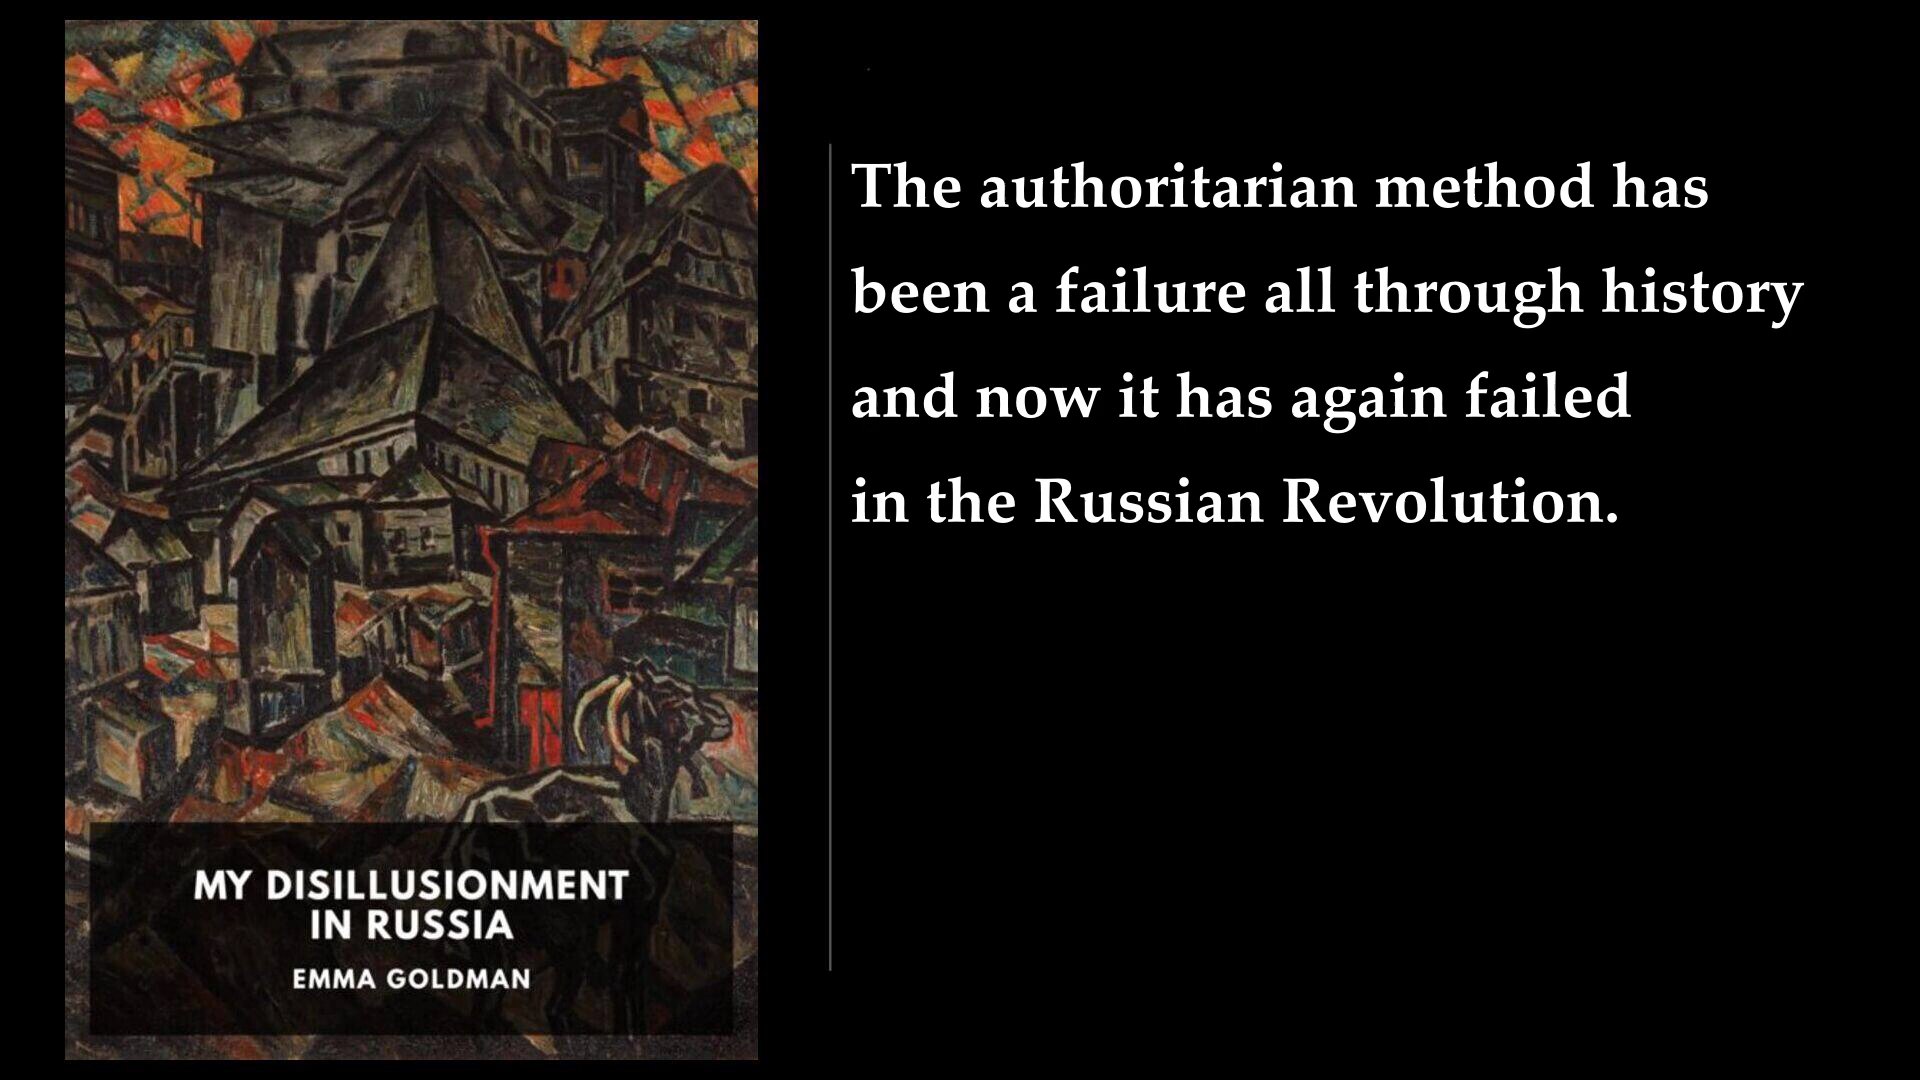 MY DISILLUSIONMENT
IN RUSSIA
EMMA GOLDMAN
The authoritarian method has
been a failure all through history
and now it has again failed
in the Russian Revolution.